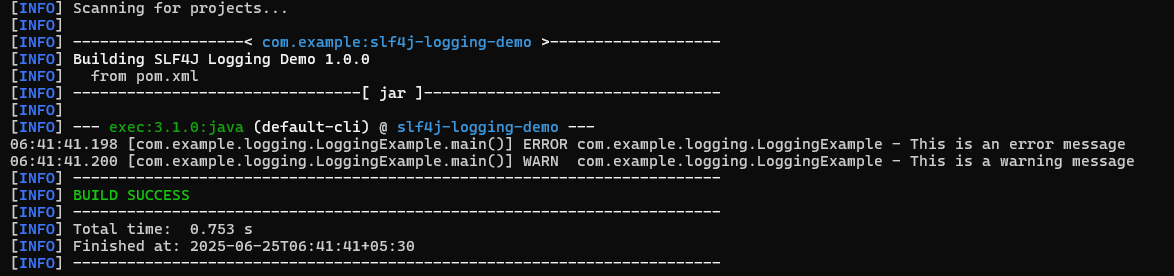 [INFO] Scanning for projects...
[INFO]
[INFO] -------------------< com.example:slf4j-logging-demo >-------------------
[INFO] Building SLF4J Logging Demo 1.0.0
[INFO]   from pom.xml
[INFO] --------------------------------[ jar ]---------------------------------
[INFO]
[INFO] --- exec:3.1.0:java (default-cli) @ slf4j-logging-demo ---
06:41:41.198 [com.example.logging.LoggingExample.main()] ERROR com.example.logging.LoggingExample - This is an error message
06:41:41.200 [com.example.logging.LoggingExample.main()] WARN  com.example.logging.LoggingExample - This is a warning message
[INFO] ------------------------------------------------------------------------
[INFO] BUILD SUCCESS
[INFO] ------------------------------------------------------------------------
[INFO] Total time:  0.753 s
[INFO] Finished at: 2025-06-25T06:41:41+05:30
[INFO] ------------------------------------------------------------------------